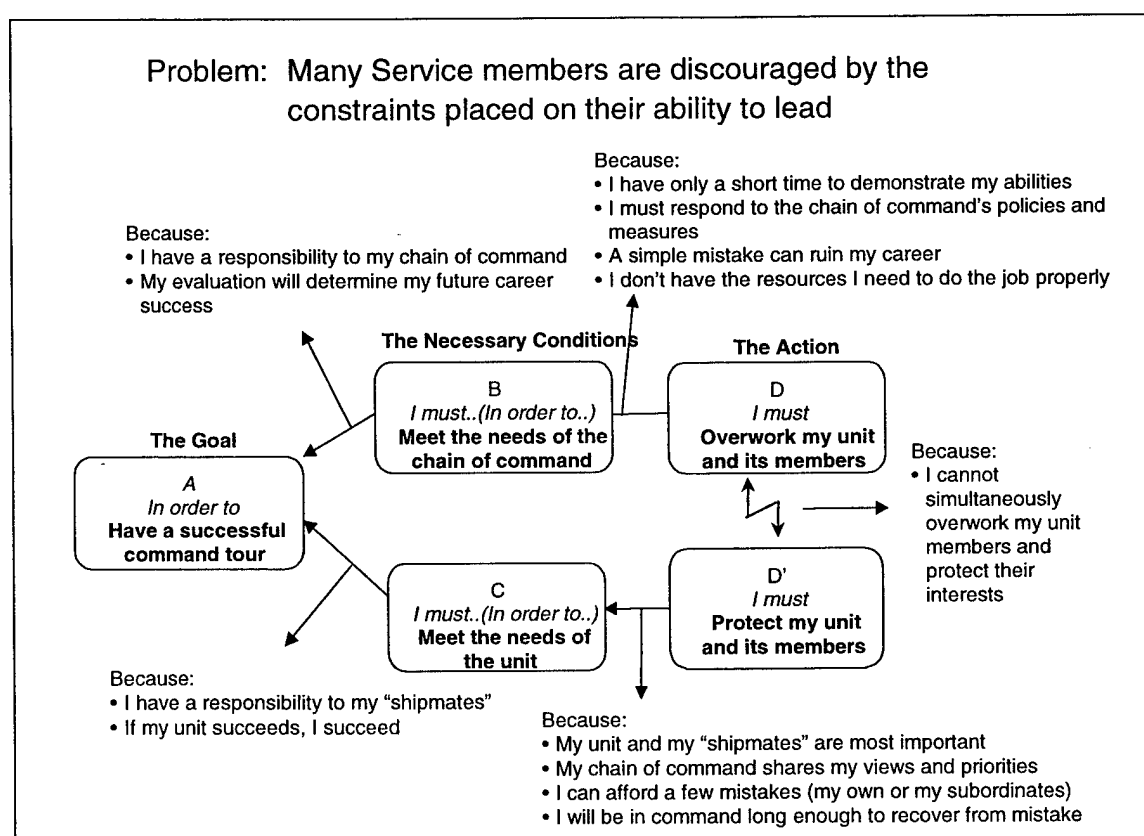 Problem: Many Service members are discouraged by the
constraints placed on their ability to lead
Because:
• I have only a short time to demonstrate my abilities
• I must respond to the chain of command's policies and
measures
• A simple mistake can ruin my career
• I don't have the resources I need to do the job properly
Because:
• I have a responsibility to my chain of command
• My evaluation will determine my future career
success
The Necessary Conditions
The Action
B
I must..(In order to..)
Meet the needs of the
chain of command
D
I must
Overwork my unit
and its members
The Goal
A
In order to
Have a successful
command tour
Because:
• I cannot
simultaneously
overwork my unit
members and
protect their
interests
C
I must..(In order to..)
Meet the needs of
the unit
D'
I must
Protect my unit
and its members
Because:
• I have a responsibility to my “shipmates”
• If my unit succeeds, I succeed
Because:
• My unit and my “shipmates” are most important
• My chain of command shares my views and priorities
• I can afford a few mistakes (my own or my subordinates)
• I will be in command long enough to recover from mistake